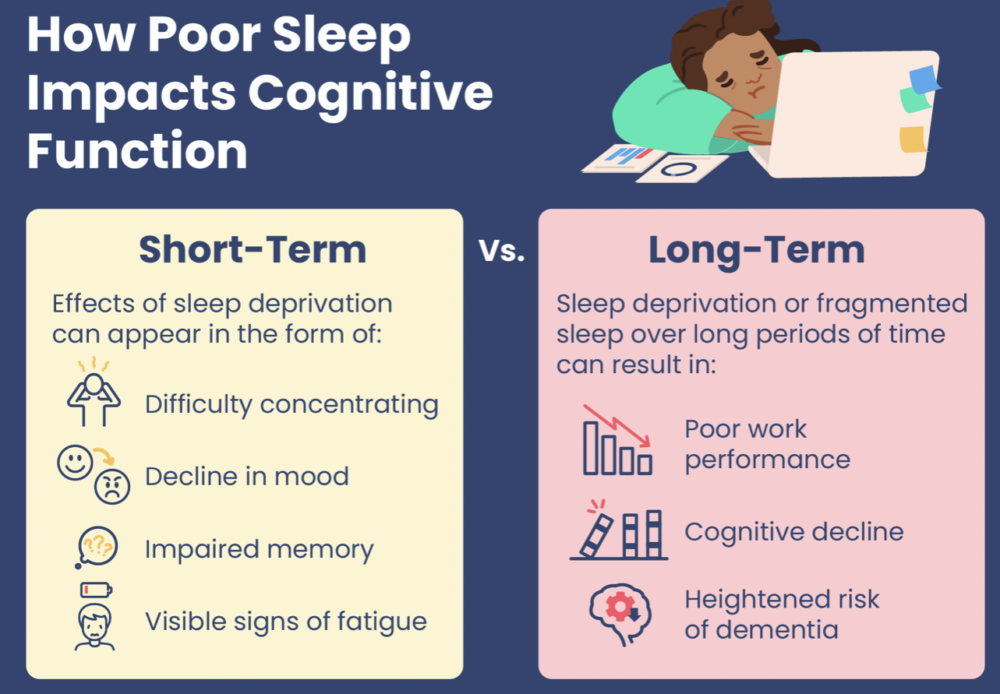 How Poor Sleep
Impacts Cognitive
Function
Short-Term
Effects of sleep deprivation
can appear in the form of:
Difficulty concentrating
Decline in mood
???
Impaired memory
Visible signs of fatigue
Vs.
Long-Term
Sleep deprivation or fragmented
sleep over long periods of time
can result in:
Poor work
performance
Cognitive decline
Heightened risk
of dementia